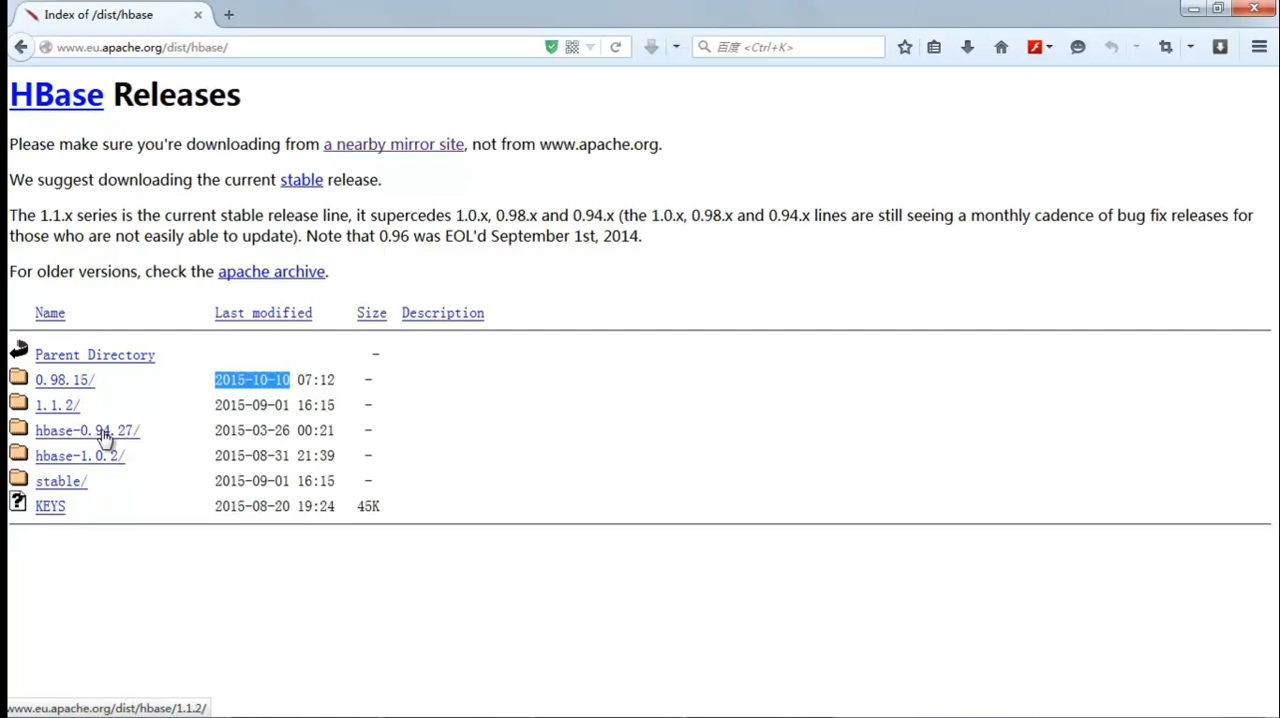 Index of /dist/hbase
www.eu.apache.org/dist/hbase/
百度 <Ctrl+K>
HBase Releases
Please make sure you're downloading from a nearby mirror site, not from www.apache.org.
We suggest downloading the current stable release.
The 1.1.x series is the current stable release line, it supercedes 1.0.x, 0.98.x and 0.94.x (the 1.0.x, 0.98.x and 0.94.x lines are still seeing a monthly cadence of bug fix releases for
those who are not easily able to update). Note that 0.96 was EOL'd September 1st, 2014.
For older versions, check the apache archive.
Name Last modified Size Description
Parent Directory -
0.98.15/ 2015-10-10 07:12 -
1.1.2/ 2015-09-01 16:15 -
hbase-0.94.27/ 2015-03-26 00:21 -
hbase-1.0.2/ 2015-08-31 21:39 -
stable/ 2015-09-01 16:15 -
KEYS 2015-08-20 19:24 45K
www.eu.apache.org/dist/hbase/1.1.2/